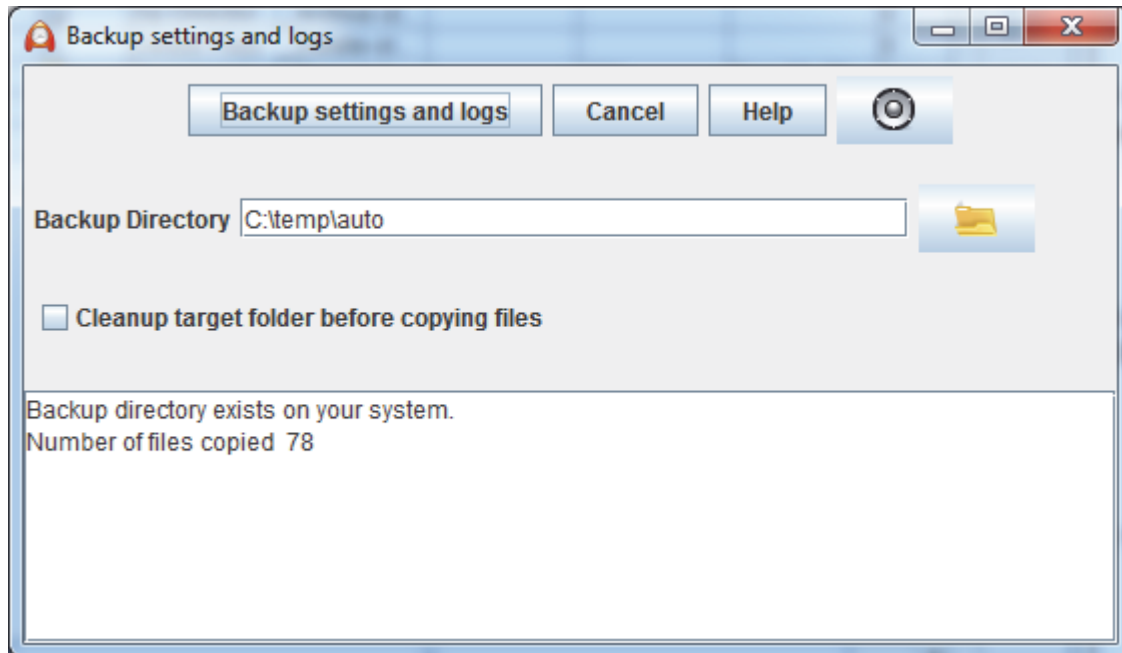 Backup settings and logs
Backup settings and logs Cancel Help
Backup Directory C:\temp\auto
Cleanup target folder before copying files
Backup directory exists on your system.
Number of files copied 78